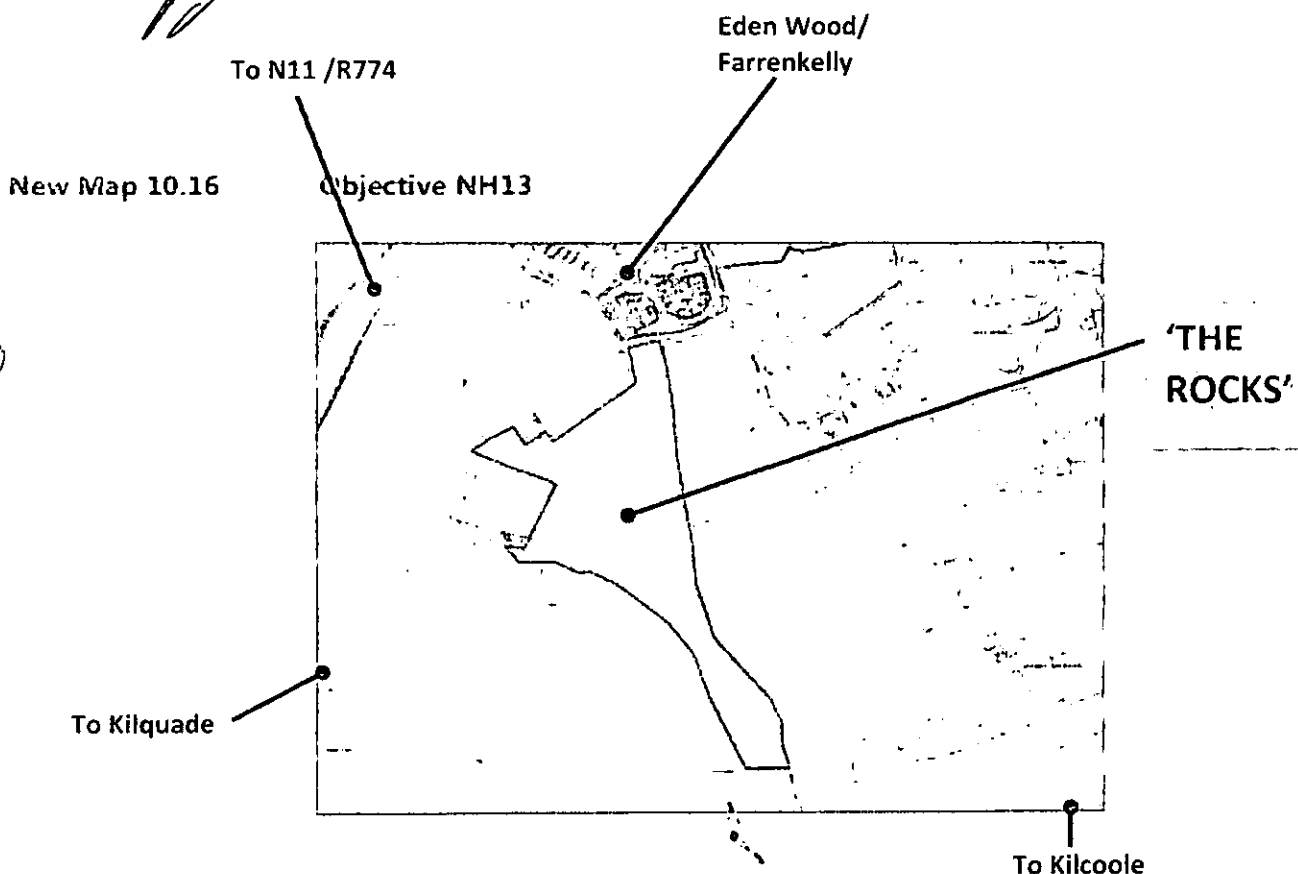 Eden Wood/
Farrenkelly
To N11 /R774
New Map 10.16 Objective NH13
'THE
ROCKS'
To Kilquade
To Kilcoole